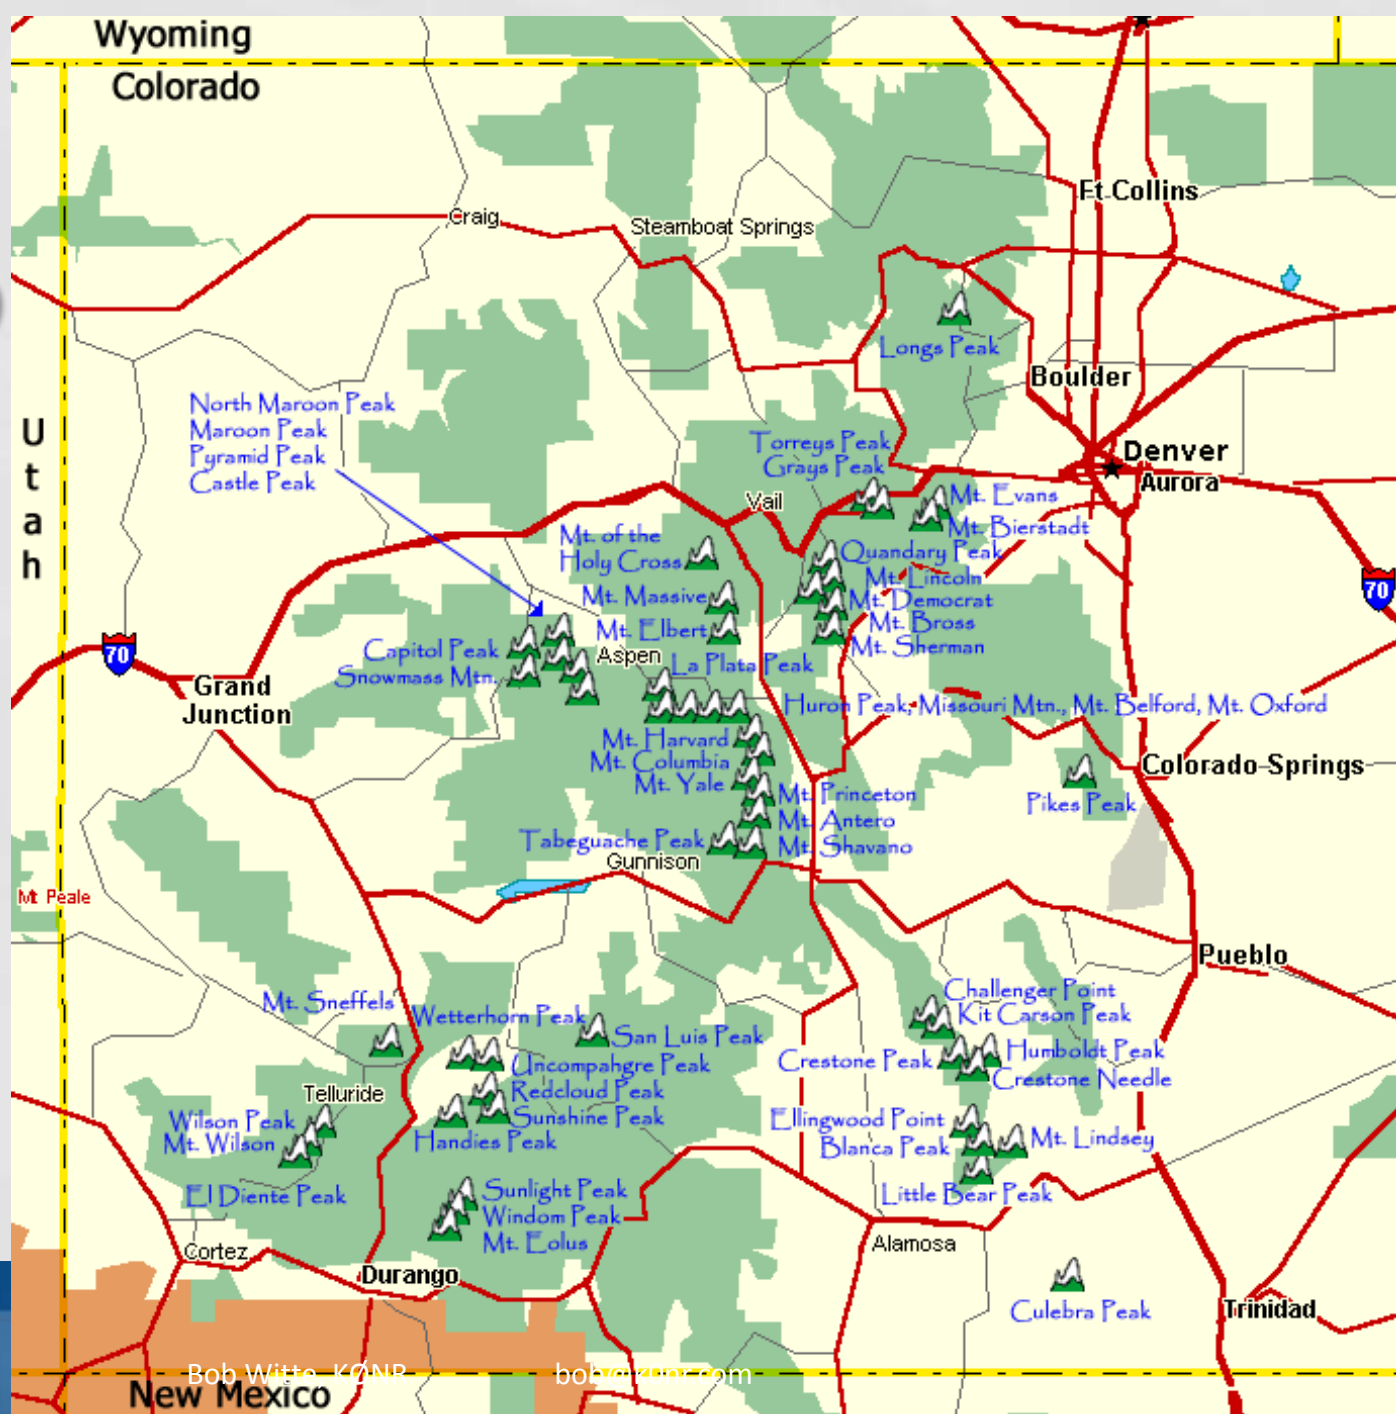 Wyoming
Colorado
Ft.Collins
Craig
Steamboat Springs
Longs Peak
Boulder
North Maroon Peak
Maroon Peak
Pyramid Peak
Castle Peak
Utah
Torreys Peak
Grays Peak
Denver
Aurora
Vail
Mt. Evans
Mt. Bierstadt
Mt. of the
Holy Cross
Quandary Peak
Mt. Lincoln
Mt. Massive
Mt. Democrat
70
Mt. Elbert
Mt. Bross
Mt. Sherman
Capitol Peak
Aspen
70
Snowmass Mtn.
La Plata Peak
Grand
Junction
Huron Peak, Missouri Mtn., Mt. Belford, Mt. Oxford
Mt. Harvard
Mt. Columbia
Mt. Yale
Colorado Springs
Pikes Peak
Mt. Princeton
Mt. Antero
Mt. Shavano
Tabeguache Peak
Gunnison
Mt Peale
Pueblo
Mt. Sneffels
Wetterhorn Peak
San Luis Peak
Uncompahgre Peak
Challenger Point
Kit Carson Peak
Crestone Peak
Humboldt Peak
Crestone Needle
Telluride
Redcloud Peak
Sunshine Peak
Handies Peak
Wilson Peak
Mt. Wilson
El Diente Peak
Ellingwood Point
Blanca Peak
Mt. Lindsey
Little Bear Peak
Sunlight Peak
Windom Peak
Mt. Eolus
Cortez
Durango
Alamosa
Culebra Peak
Trinidad
Bob Witte, KØNR
bob@k0nr.com
New Mexico